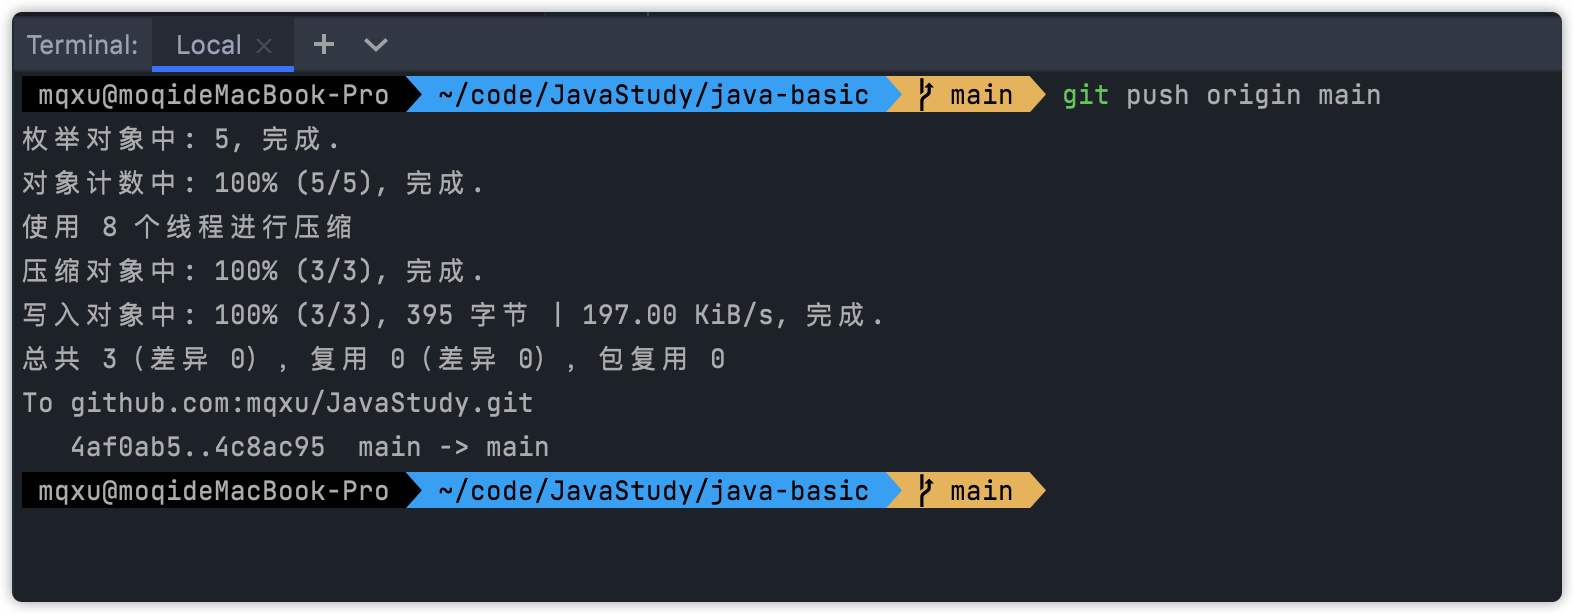 Terminal: Local
mqxu@moqideMacBook-Pro ~/code/JavaStudy/java-basic main git push origin main
枚举对象中: 5, 完成.
对象计数中: 100% (5/5), 完成.
使用 8 个线程进行压缩
压缩对象中: 100% (3/3), 完成.
写入对象中: 100% (3/3), 395 字节 | 197.00 KiB/s, 完成.
总共 3（差异 0），复用 0（差异 0），包复用 0
To github.com:mqxu/JavaStudy.git
   4af0ab5..4c8ac95  main -> main
mqxu@moqideMacBook-Pro ~/code/JavaStudy/java-basic main